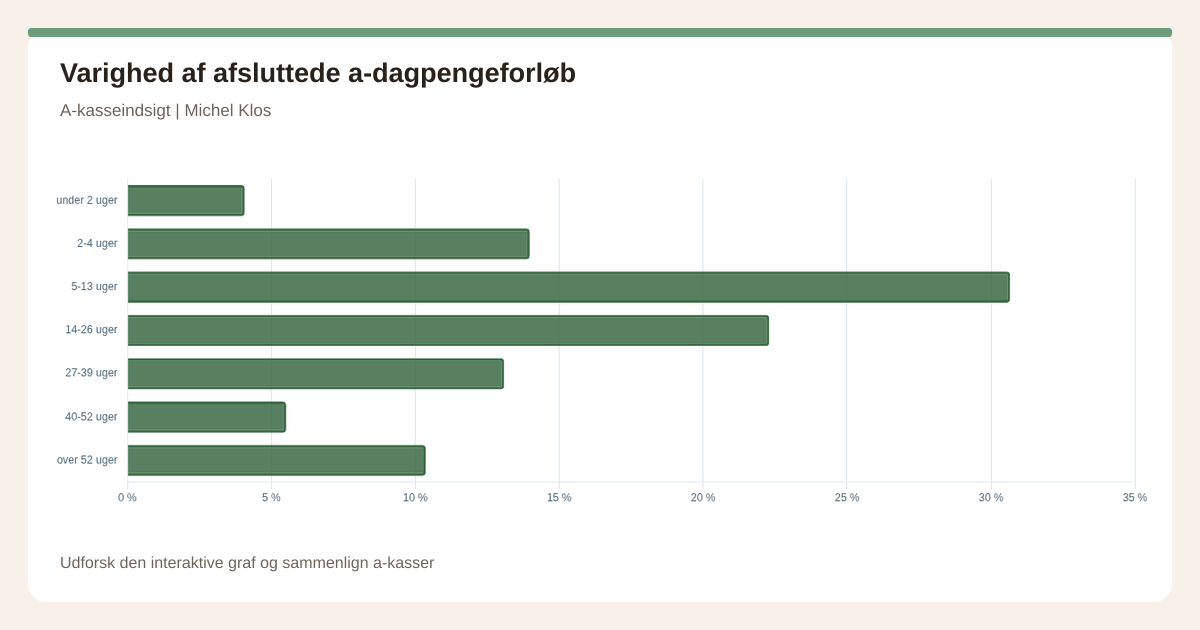 Varighed af afsluttede a-dagpengeforløb
A-kasseindsigt | Michel Klos
under 2 uger
2-4 uger
5-13 uger
14-26 uger
27-39 uger
40-52 uger
over 52 uger
0 % 5 % 10 % 15 % 20 % 25 % 30 % 35 %
Udforsk den interaktive graf og sammenlign a-kasser